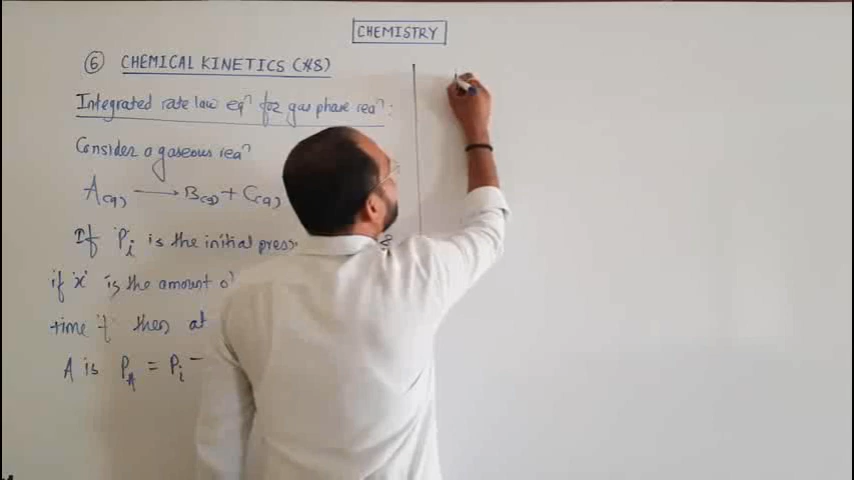 CHEMISTRY
⑥ CHEMICAL KINETICS (#8)
Integrated rate law eqⁿ for gas phase reaⁿ:
Consider a gaseous reaⁿ
A(g) ⟶ B(g) + C(g)
If 'Pi is the initial press &
if 'x' is the amount o
time 't' then at
A is PA = Pi -